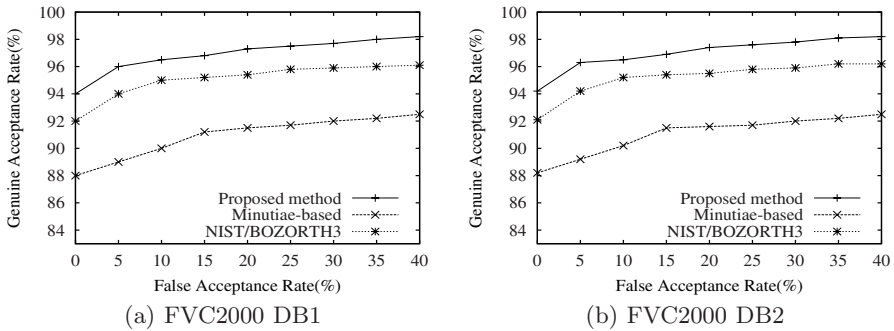 100
98
96
94
92
90
88
86
84
Genuine Acceptance Rate(%)
Proposed method
Minutiae-based
NIST/BOZORTH3
0 5 10 15 20 25 30 35 40
False Acceptance Rate(%)
(a) FVC2000 DB1
100
98
96
94
92
90
88
86
84
Genuine Acceptance Rate(%)
Proposed method
Minutiae-based
NIST/BOZORTH3
0 5 10 15 20 25 30 35 40
False Acceptance Rate(%)
(b) FVC2000 DB2